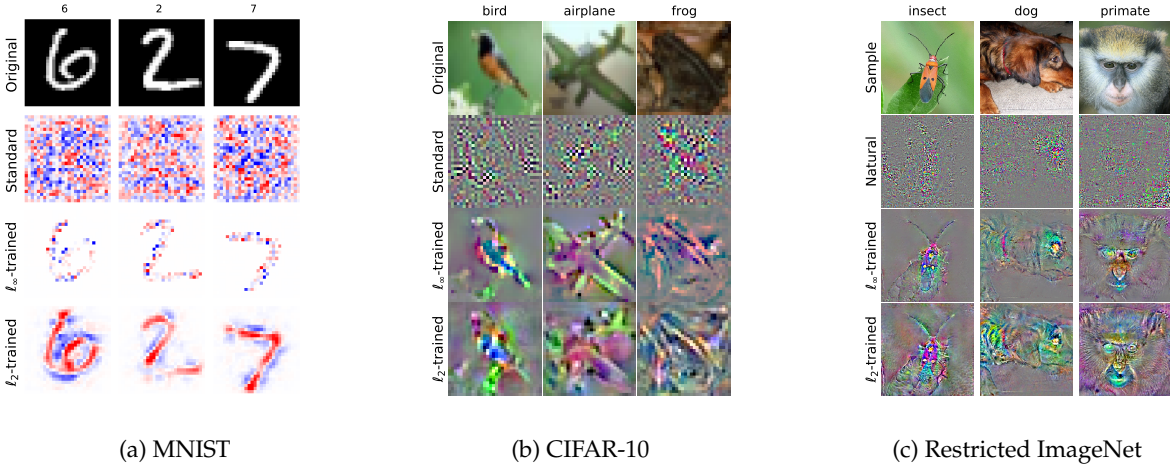 6 2 7
Original
Standard
ℓ∞-trained
ℓ2-trained
(a) MNIST
bird airplane frog
Original
Standard
ℓ∞-trained
ℓ2-trained
(b) CIFAR-10
insect dog primate
Sample
Natural
ℓ∞-trained
ℓ2-trained
(c) Restricted ImageNet